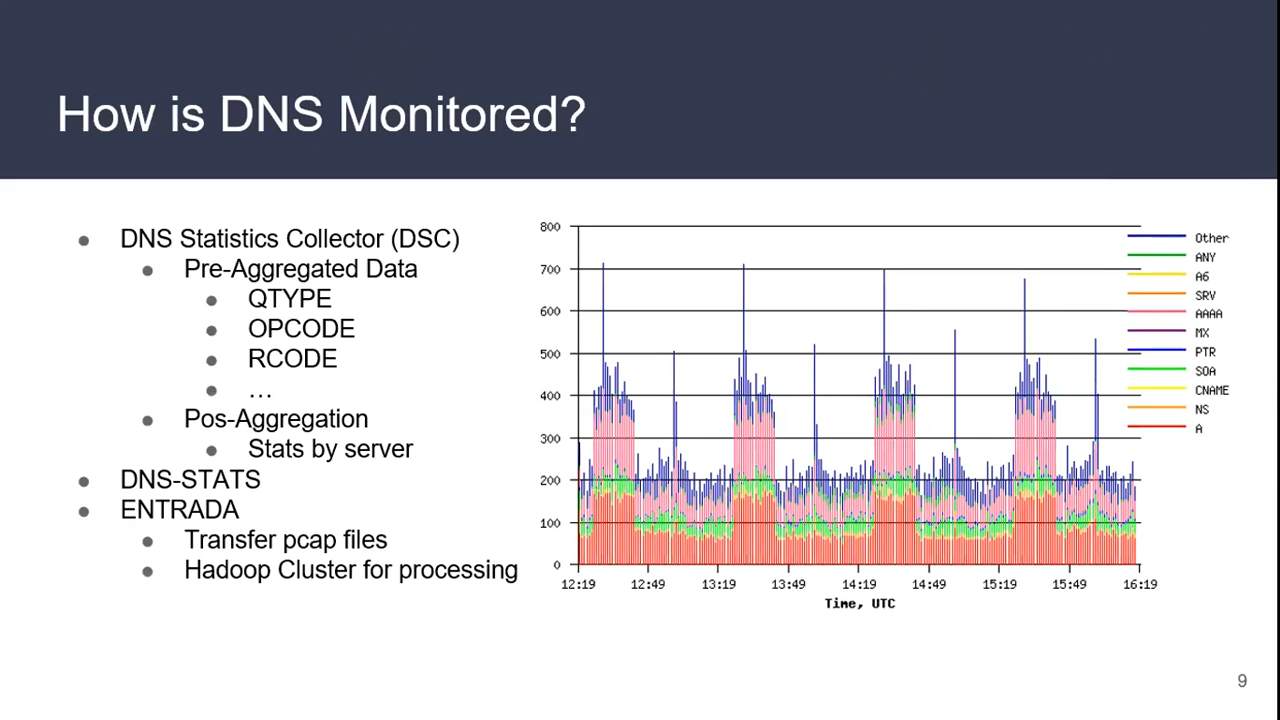 How is DNS Monitored?
DNS Statistics Collector (DSC)
Pre-Aggregated Data
QTYPE
OPCODE
RCODE
…
Pos-Aggregation
Stats by server
DNS-STATS
ENTRADA
Transfer pcap files
Hadoop Cluster for processing
800
700
600
500
400
300
200
100
0
12:19 12:49 13:19 13:49 14:19 14:49 15:19 15:49 16:19
Time, UTC
Other
ANY
A6
SRV
AAAA
MX
PTR
SOA
CNAME
NS
A
9